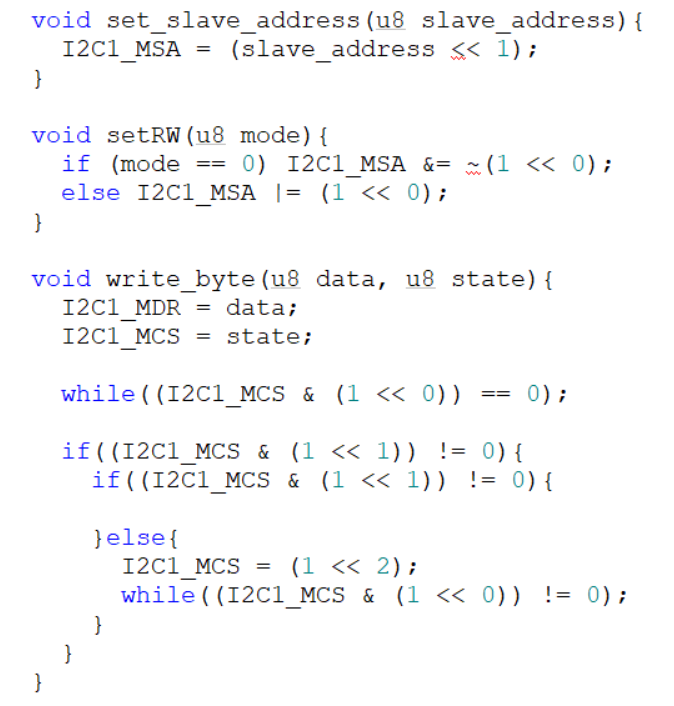 void set_slave_address(u8 slave_address){
  I2C1_MSA = (slave_address << 1);
}

void setRW(u8 mode){
  if (mode == 0) I2C1_MSA &= ~(1 << 0);
  else I2C1_MSA |= (1 << 0);
}

void write_byte(u8 data, u8 state){
  I2C1_MDR = data;
  I2C1_MCS = state;

  while((I2C1_MCS & (1 << 0)) == 0);

  if((I2C1_MCS & (1 << 1)) != 0){
    if((I2C1_MCS & (1 << 1)) != 0){

    }else{
      I2C1_MCS = (1 << 2);
      while((I2C1_MCS & (1 << 0)) != 0);
    }
  }
}